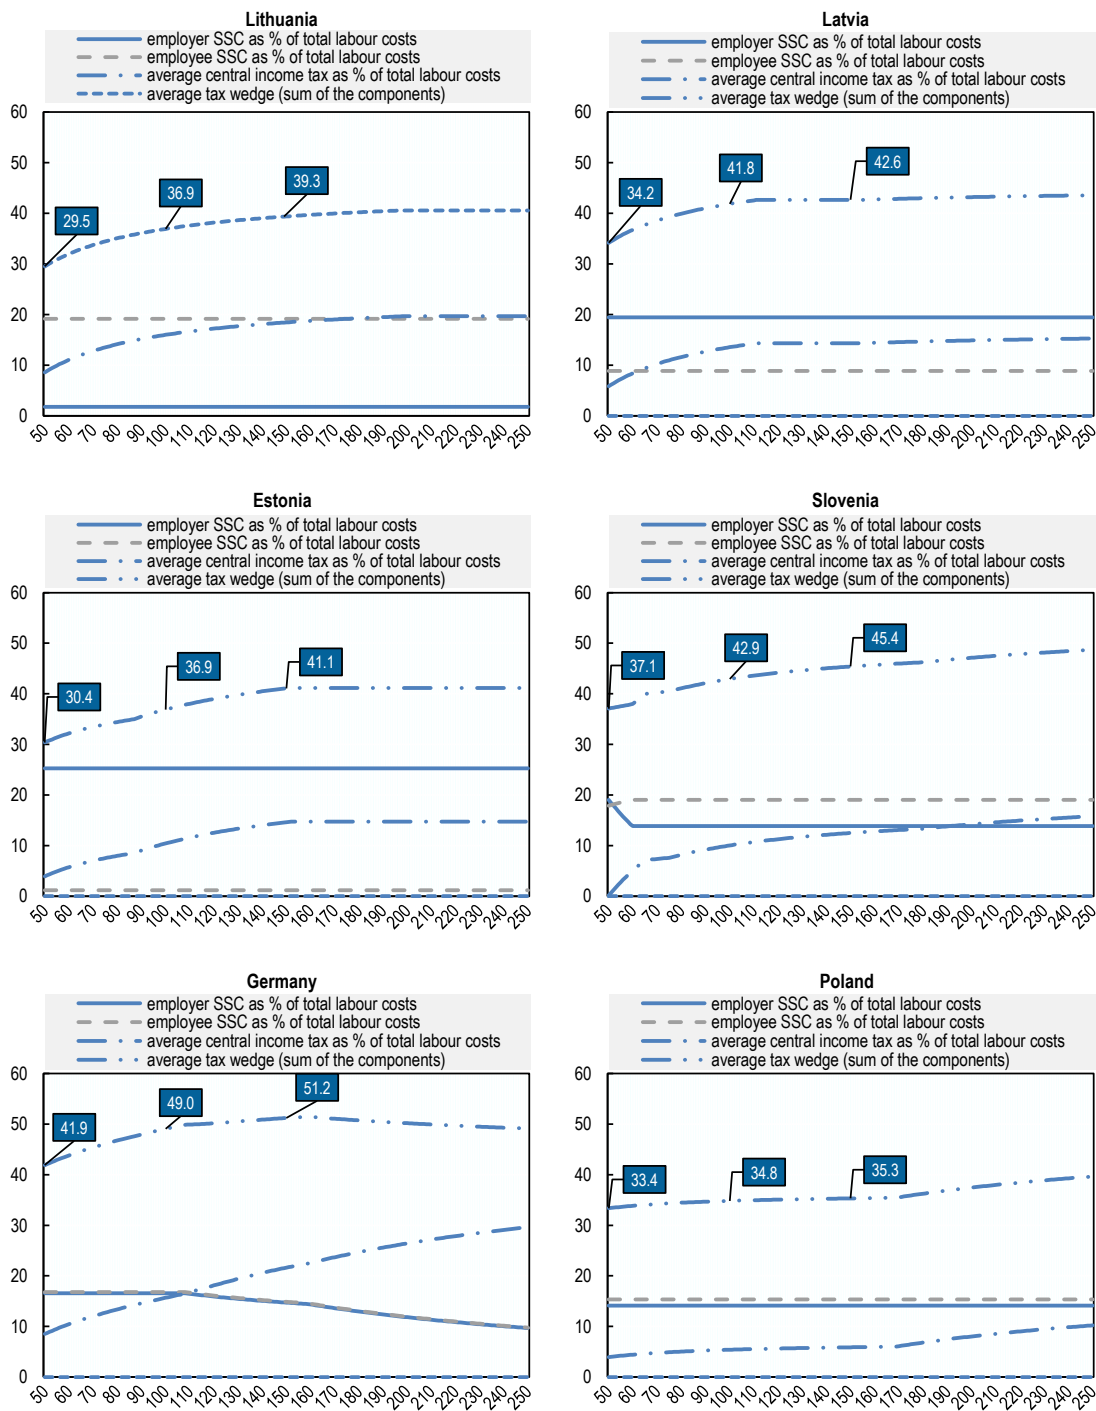 Lithuania
employer SSC as % of total labour costs
employee SSC as % of total labour costs
average central income tax as % of total labour costs
average tax wedge (sum of the components)
60
50
40
30
20
10
0
29.5
36.9
39.3
50 60 70 80 90 100 110 120 130 140 150 160 170 180 190 200 210 220 230 240 250
Latvia
employer SSC as % of total labour costs
employee SSC as % of total labour costs
average central income tax as % of total labour costs
average tax wedge (sum of the components)
60
50
40
30
20
10
0
34.2
41.8
42.6
50 60 70 80 90 100 110 120 130 140 150 160 170 180 190 200 210 220 230 240 250
Estonia
employer SSC as % of total labour costs
employee SSC as % of total labour costs
average central income tax as % of total labour costs
average tax wedge (sum of the components)
60
50
40
30
20
10
0
30.4
36.9
41.1
50 60 70 80 90 100 110 120 130 140 150 160 170 180 190 200 210 220 230 240 250
Slovenia
employer SSC as % of total labour costs
employee SSC as % of total labour costs
average central income tax as % of total labour costs
average tax wedge (sum of the components)
60
50
40
30
20
10
0
37.1
42.9
45.4
50 60 70 80 90 100 110 120 130 140 150 160 170 180 190 200 210 220 230 240 250
Germany
employer SSC as % of total labour costs
employee SSC as % of total labour costs
average central income tax as % of total labour costs
average tax wedge (sum of the components)
60
50
40
30
20
10
0
41.9
49.0
51.2
50 60 70 80 90 100 110 120 130 140 150 160 170 180 190 200 210 220 230 240 250
Poland
employer SSC as % of total labour costs
employee SSC as % of total labour costs
average central income tax as % of total labour costs
average tax wedge (sum of the components)
60
50
40
30
20
10
0
33.4
34.8
35.3
50 60 70 80 90 100 110 120 130 140 150 160 170 180 190 200 210 220 230 240 250